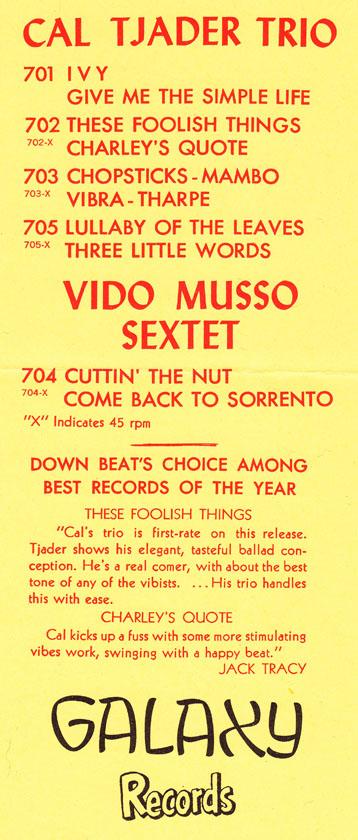 CAL TJADER TRIO
701 IVY
GIVE ME THE SIMPLE LIFE
702 THESE FOOLISH THINGS
702-X CHARLEY'S QUOTE
703 CHOPSTICKS-MAMBO
703-X VIBRA-THARPE
705 LULLABY OF THE LEAVES
705-X THREE LITTLE WORDS
VIDO MUSSO
SEXTET
704 CUTTIN' THE NUT
704-X COME BACK TO SORRENTO
"X" Indicates 45 rpm
DOWN BEAT'S CHOICE AMONG
BEST RECORDS OF THE YEAR
THESE FOOLISH THINGS
"Cal's trio is first-rate on this release.
Tjader shows his elegant, tasteful ballad con-
ception. He's a real comer, with about the best
tone of any of the vibists. ...His trio handles
this with ease.
CHARLEY'S QUOTE
Cal kicks up a fuss with some more stimulating
vibes work, swinging with a happy beat."
JACK TRACY
GALAXY
Records